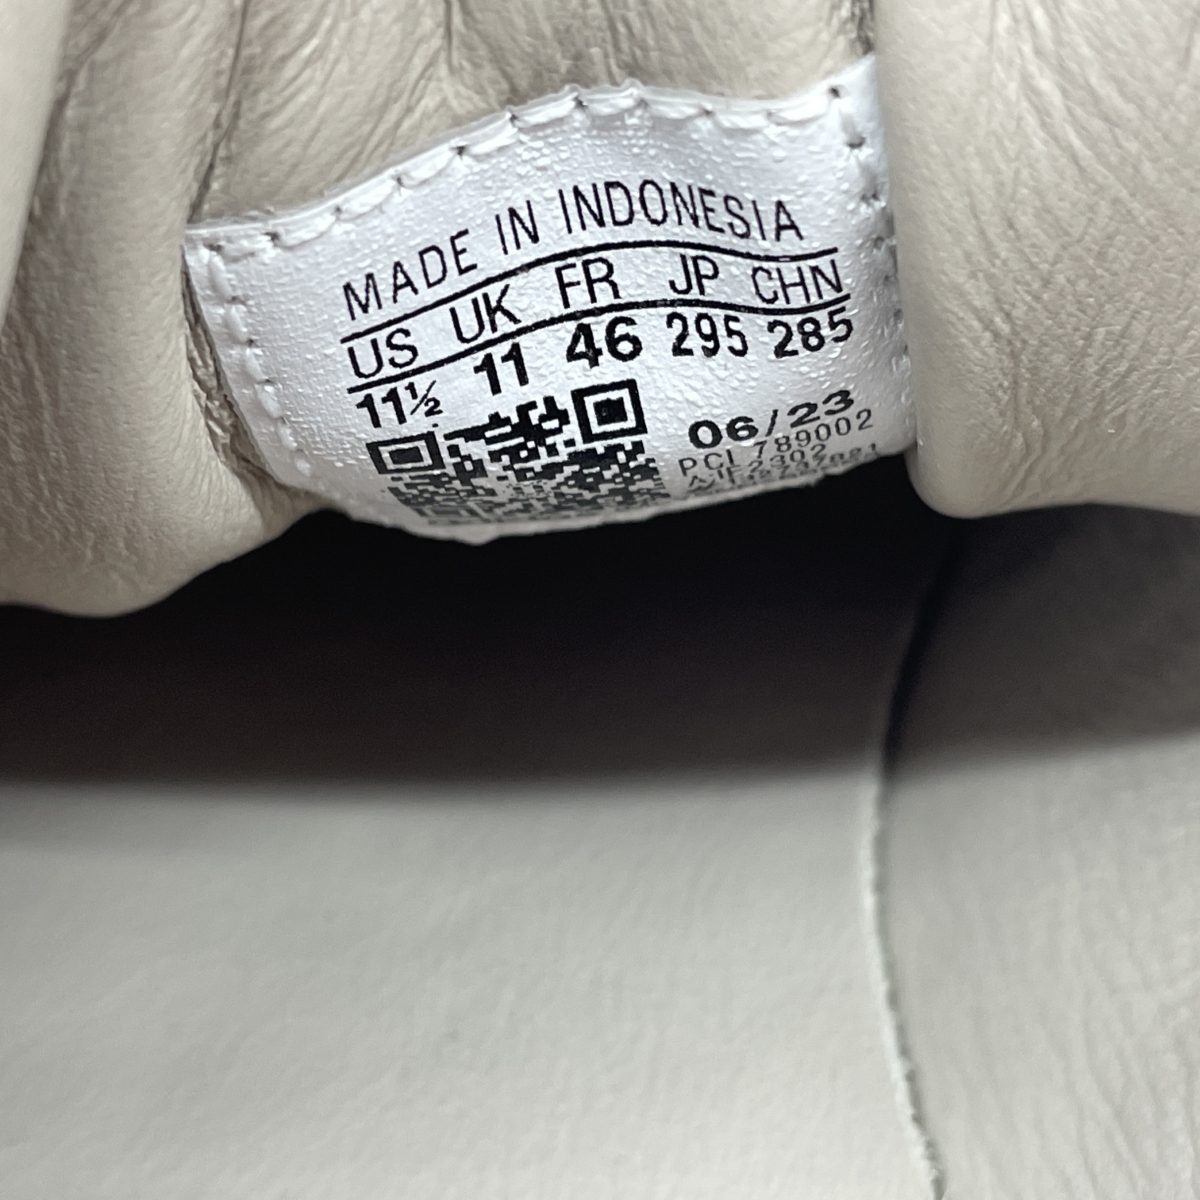 MADE IN INDONESIA
US UK FR JP CHN
11½ 11 46 295 285
06/23
PCI 789002